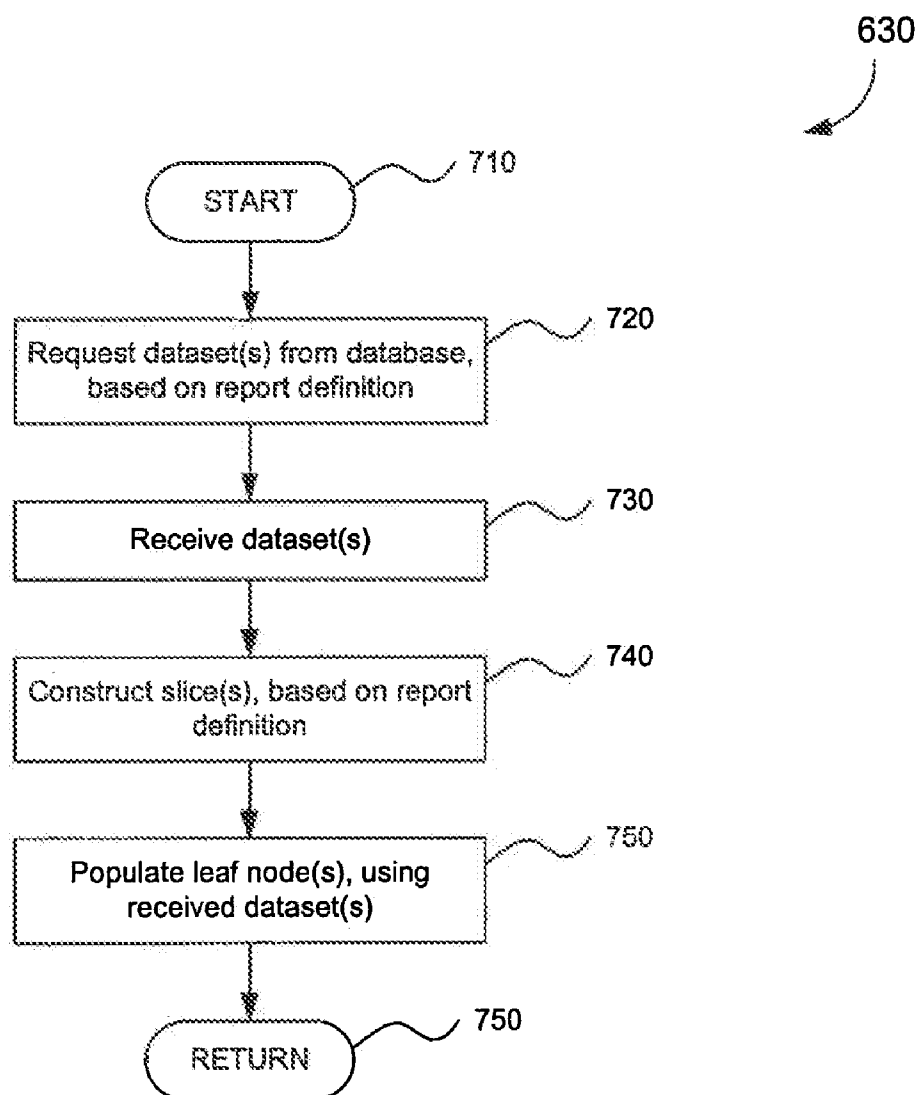 630
710
START
720
Request dataset(s) from database,
based on report definition
730
Receive dataset(s)
740
Construct slice(s), based on report
definition
750
Populate leaf node(s), using
received dataset(s)
750
RETURN